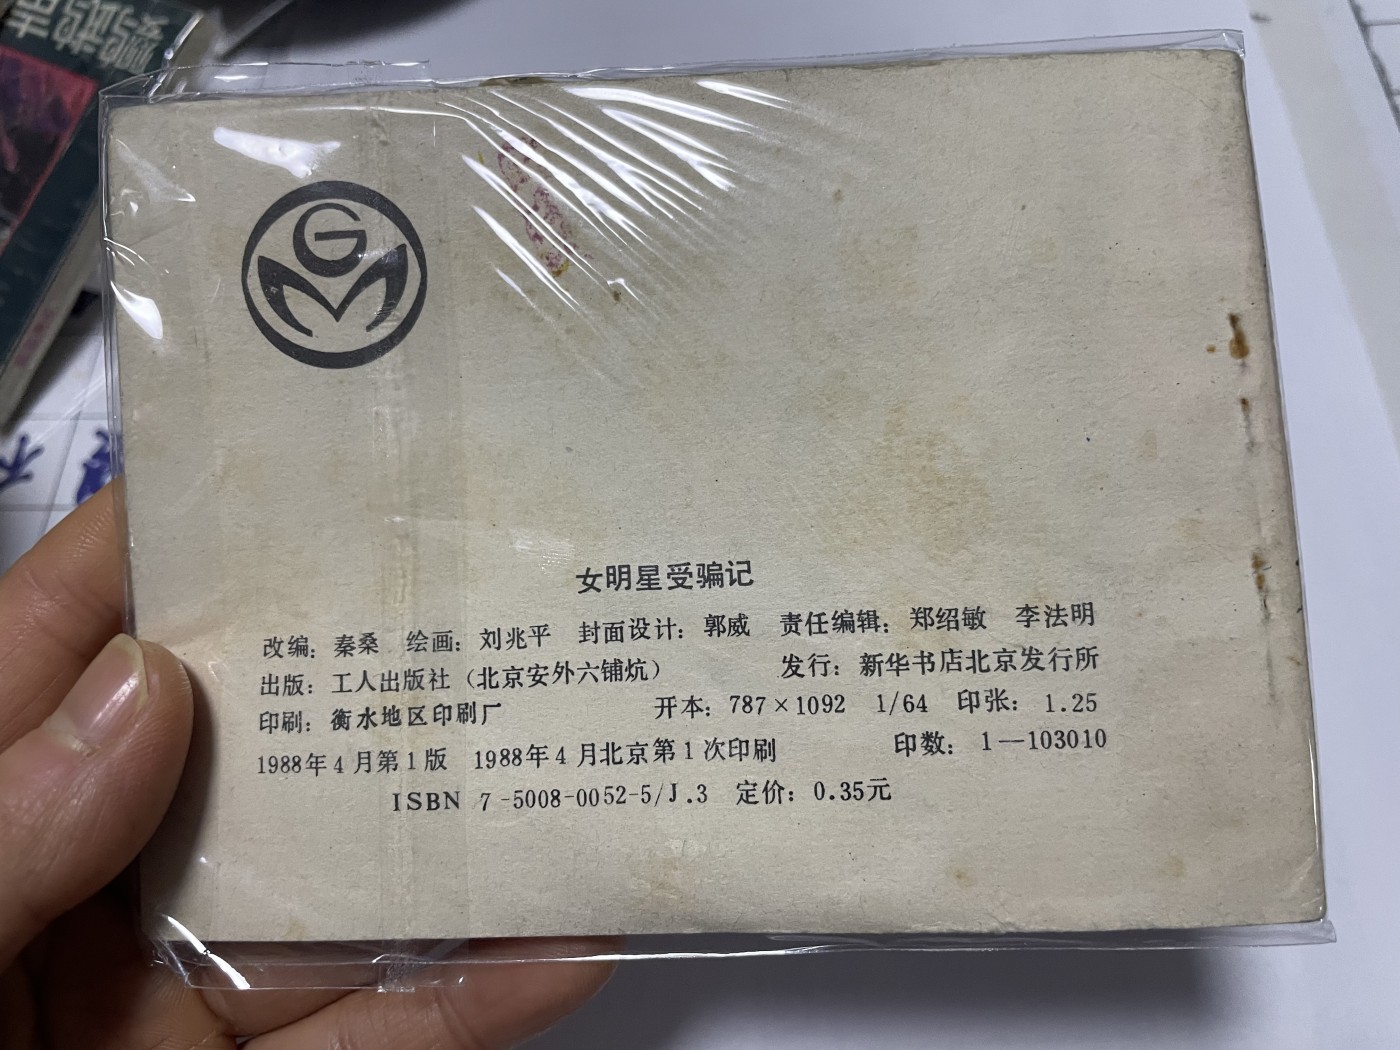 GM
女明星受骗记
改编：秦桑 绘画：刘兆平 封面设计：郭威 责任编辑：郑绍敏 李法明
出版：工人出版社（北京安外六铺炕） 发行：新华书店北京发行所
印刷：衡水地区印刷厂 开本：787×1092 1/64 印张：1.25
1988年4月第1版 1988年4月北京第1次印刷 印数：1—103010
ISBN 7-5008-0052-5/J.3 定价：0.35元